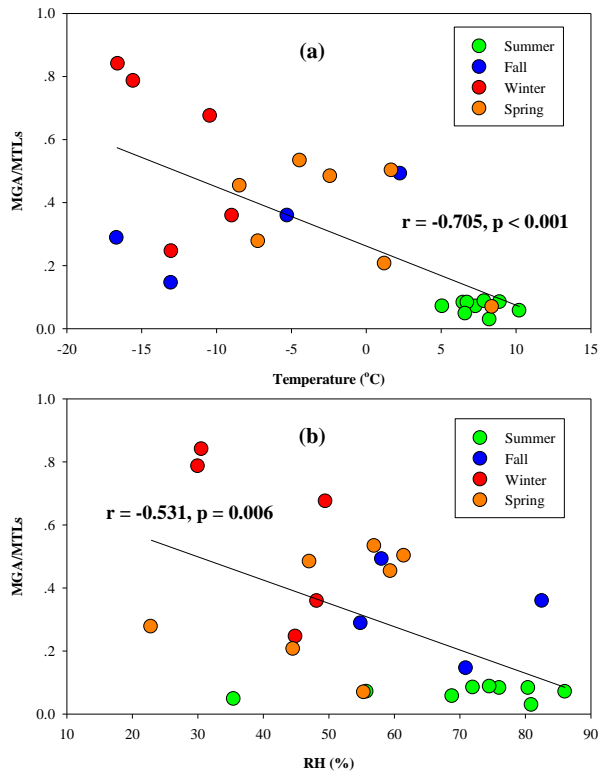 (a)
Summer
Fall
Winter
Spring
1.0
.8
.6
.4
.2
0.0
MGA/MTLs
r = -0.705, p < 0.001
-20 -15 -10 -5 0 5 10 15
Temperature (°C)
(b)
Summer
Fall
Winter
Spring
1.0
.8
.6
.4
.2
0.0
MGA/MTLs
r = -0.531, p = 0.006
10 20 30 40 50 60 70 80 90
RH (%)